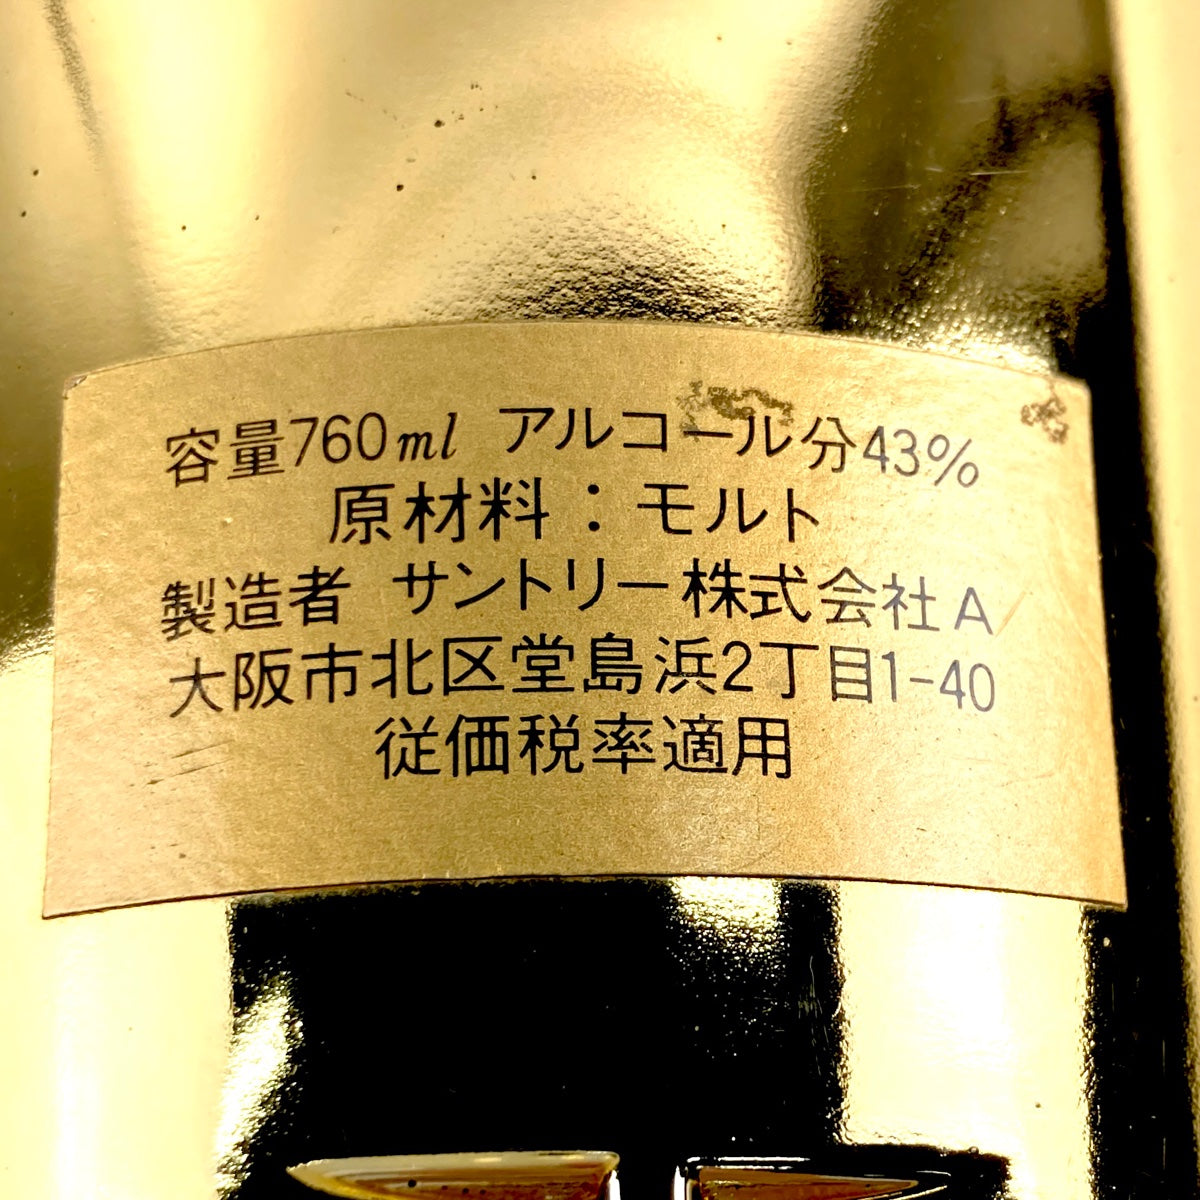 容量760ml アルコール分43%
原材料：モルト
製造者 サントリー株式会社A
大阪市北区堂島浜2丁目1-40
従価税率適用